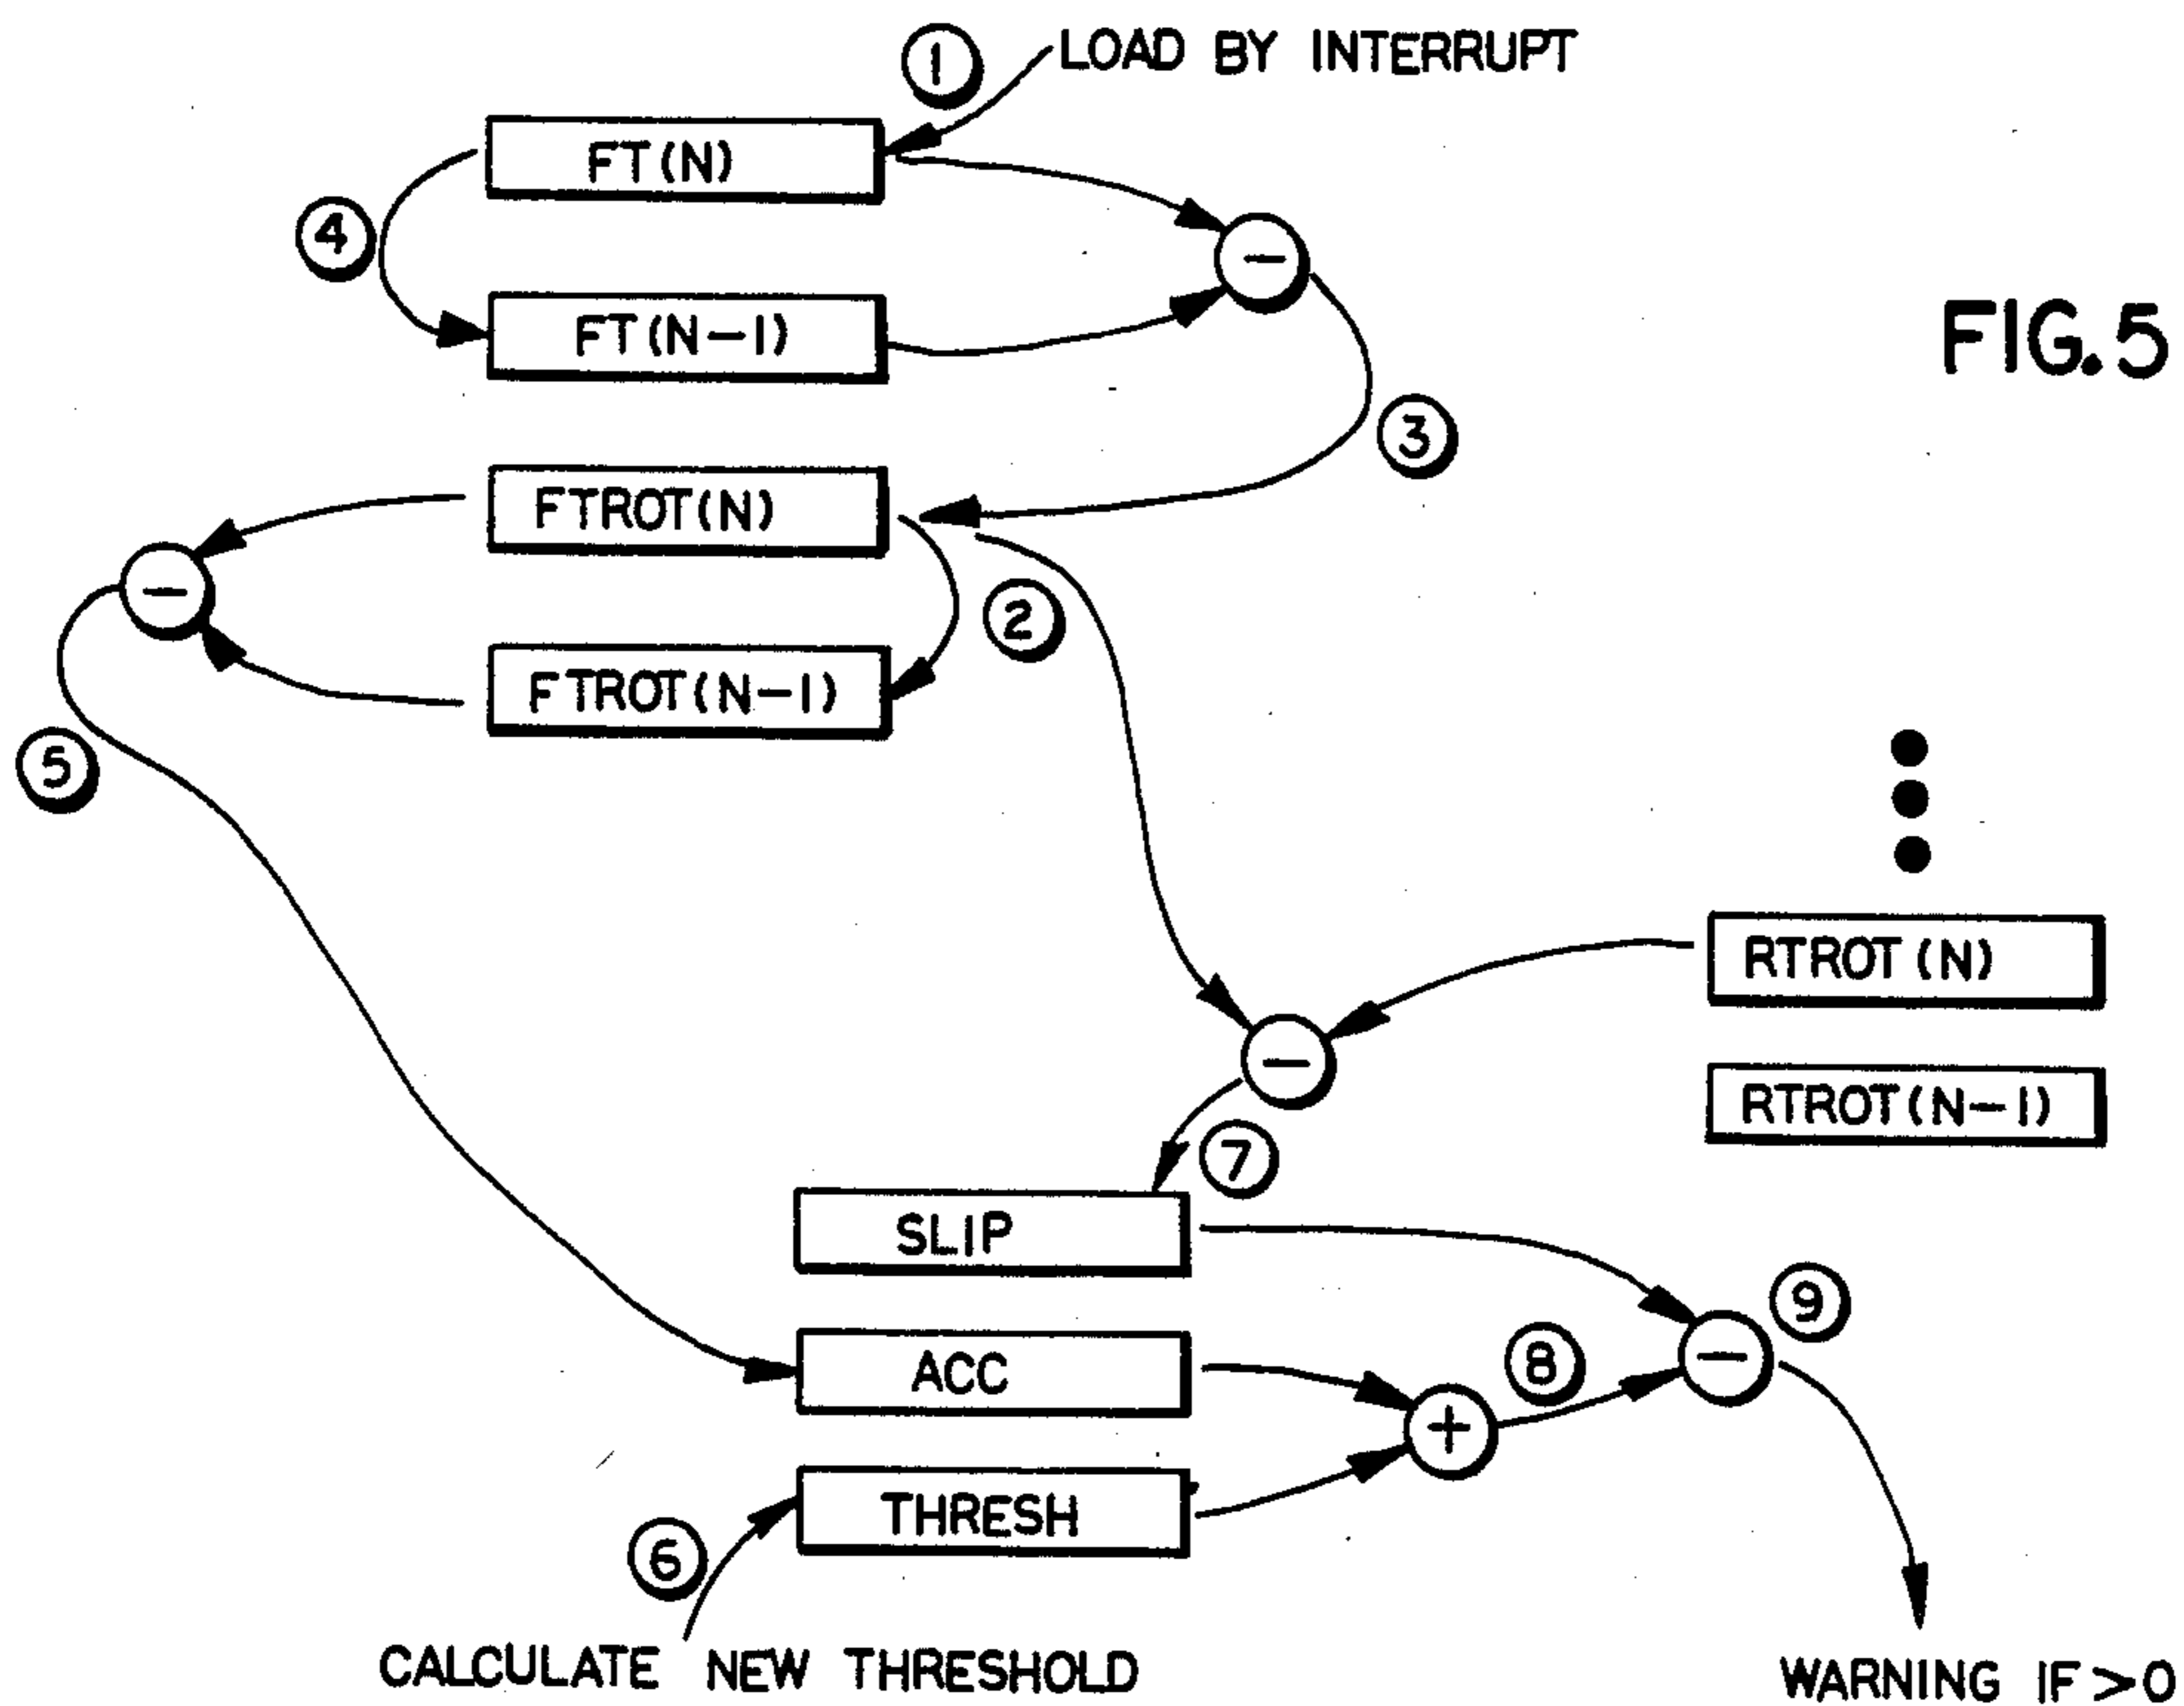 ① LOAD BY INTERRUPT
FT(N)
④
−
FT(N−1)
FIG.5
③
FTROT(N)
−
②
FTROT(N−1)
⑤
RTROT(N)
−
RTROT(N−1)
⑦
SLIP
⑨
⑧
−
ACC
+
THRESH
⑥
CALCULATE NEW THRESHOLD
WARNING IF >0